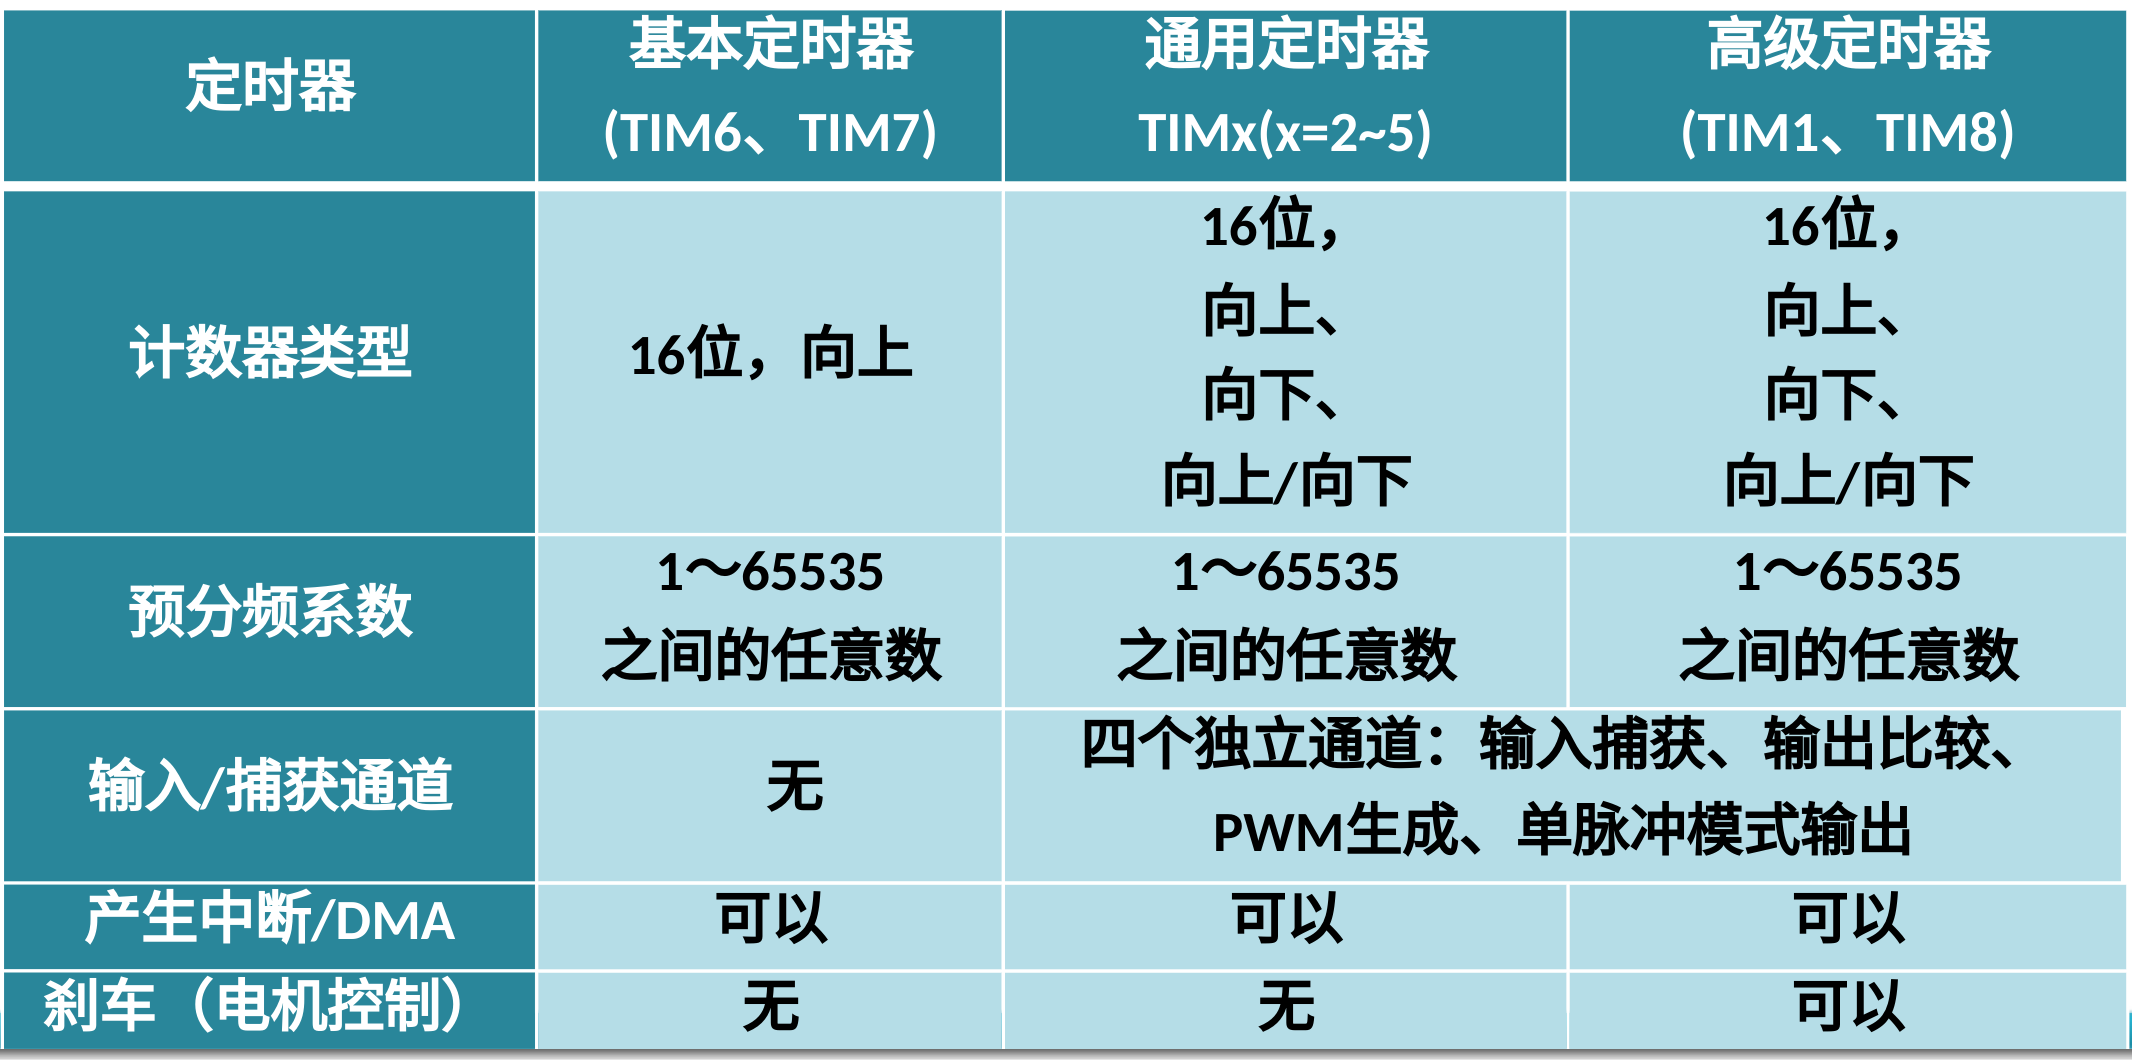 定时器
基本定时器
(TIM6、TIM7)
通用定时器
TIMx(x=2~5)
高级定时器
(TIM1、TIM8)
计数器类型
16位，向上
16位，
向上、
向下、
向上/向下
16位，
向上、
向下、
向上/向下
预分频系数
1～65535
之间的任意数
1～65535
之间的任意数
1～65535
之间的任意数
输入/捕获通道
无
四个独立通道：输入捕获、输出比较、
PWM生成、单脉冲模式输出
产生中断/DMA
可以
可以
可以
刹车（电机控制）
无
无
可以